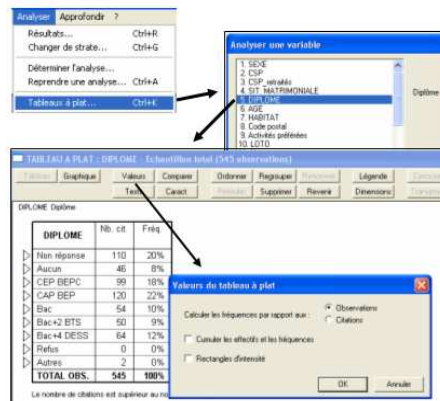 Analyser Approfondir ?
Résultats... Ctrl+R
Changer de strate... Ctrl+G
Déterminer l'analyse...
Reprendre une analyse... Ctrl+A
Tableaux à plat... Ctrl+K
Analyser une variable
1. SEXE
2. CSP
3. CSP_retraités
4. SIT_MATRIMONIALE
5. DIPLOME
6. AGE
7. HABITAT
8. Code postal
9. Activités préférées
10. LOTO
Diplôme
TABLEAU A PLAT : DIPLOME - Echantillon total (545 observations)
Tableau Graphique Valeurs Comparer Ordonner Regrouper Légende
Texte Caract Supprimer Revenir Dimensions
DIPLOME Diplôme
DIPLOME Nb. cit. Fréq.
Non réponse 110 20%
Aucun 46 8%
CEP BEPC 99 18%
CAP BEP 120 22%
Bac 54 10%
Bac+2 BTS 50 9%
Bac+4 DESS 64 12%
Refus 0 0%
Autres 2 0%
TOTAL OBS. 545 100%
Le nombre de citations est supérieur au
Valeurs du tableau à plat
Calculer les fréquences par rapport aux :
Observations
Citations
Cumuler les effectifs et les fréquences
Rectangles d'intensité
OK Annuler